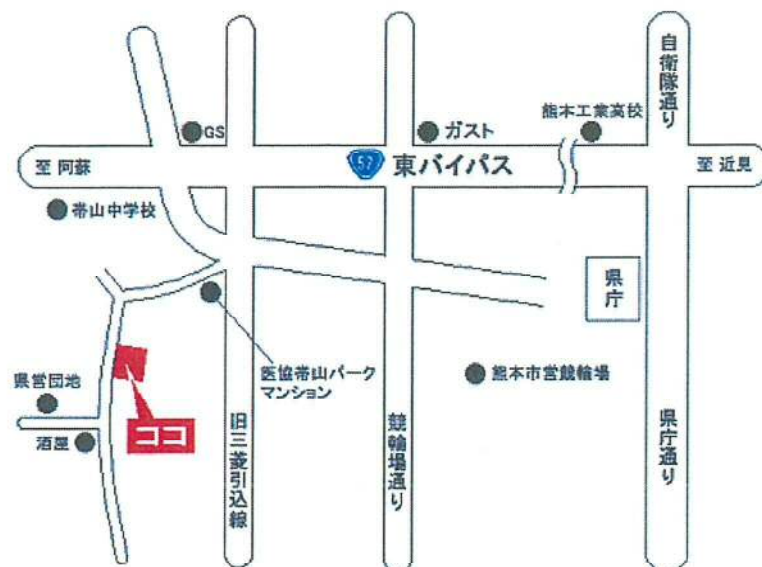 自衛隊通り
熊本工業高校
GS
ガスト
至 阿蘇
57
東バイパス
至 近見
帯山中学校
県庁
医協帯山パーク
マンション
熊本市営競輪場
県営団地
酒屋
ココ
旧三菱引込線
競輪場通り
県庁通り